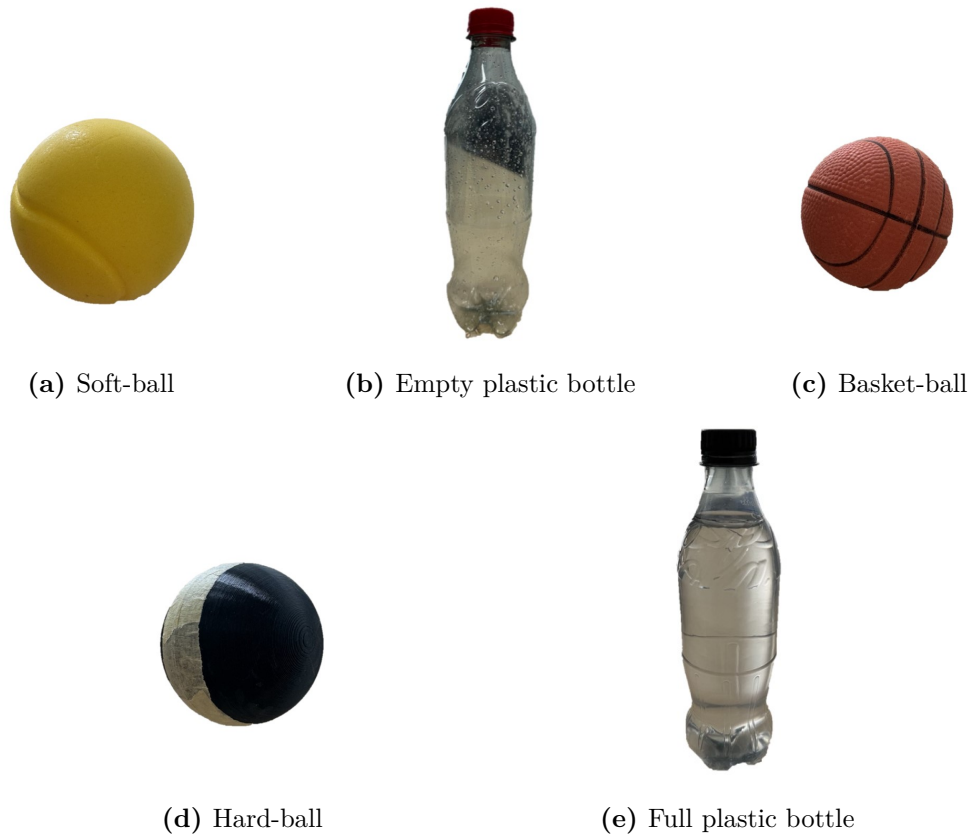 (a) Soft-ball
(b) Empty plastic bottle
(c) Basket-ball
(d) Hard-ball
(e) Full plastic bottle